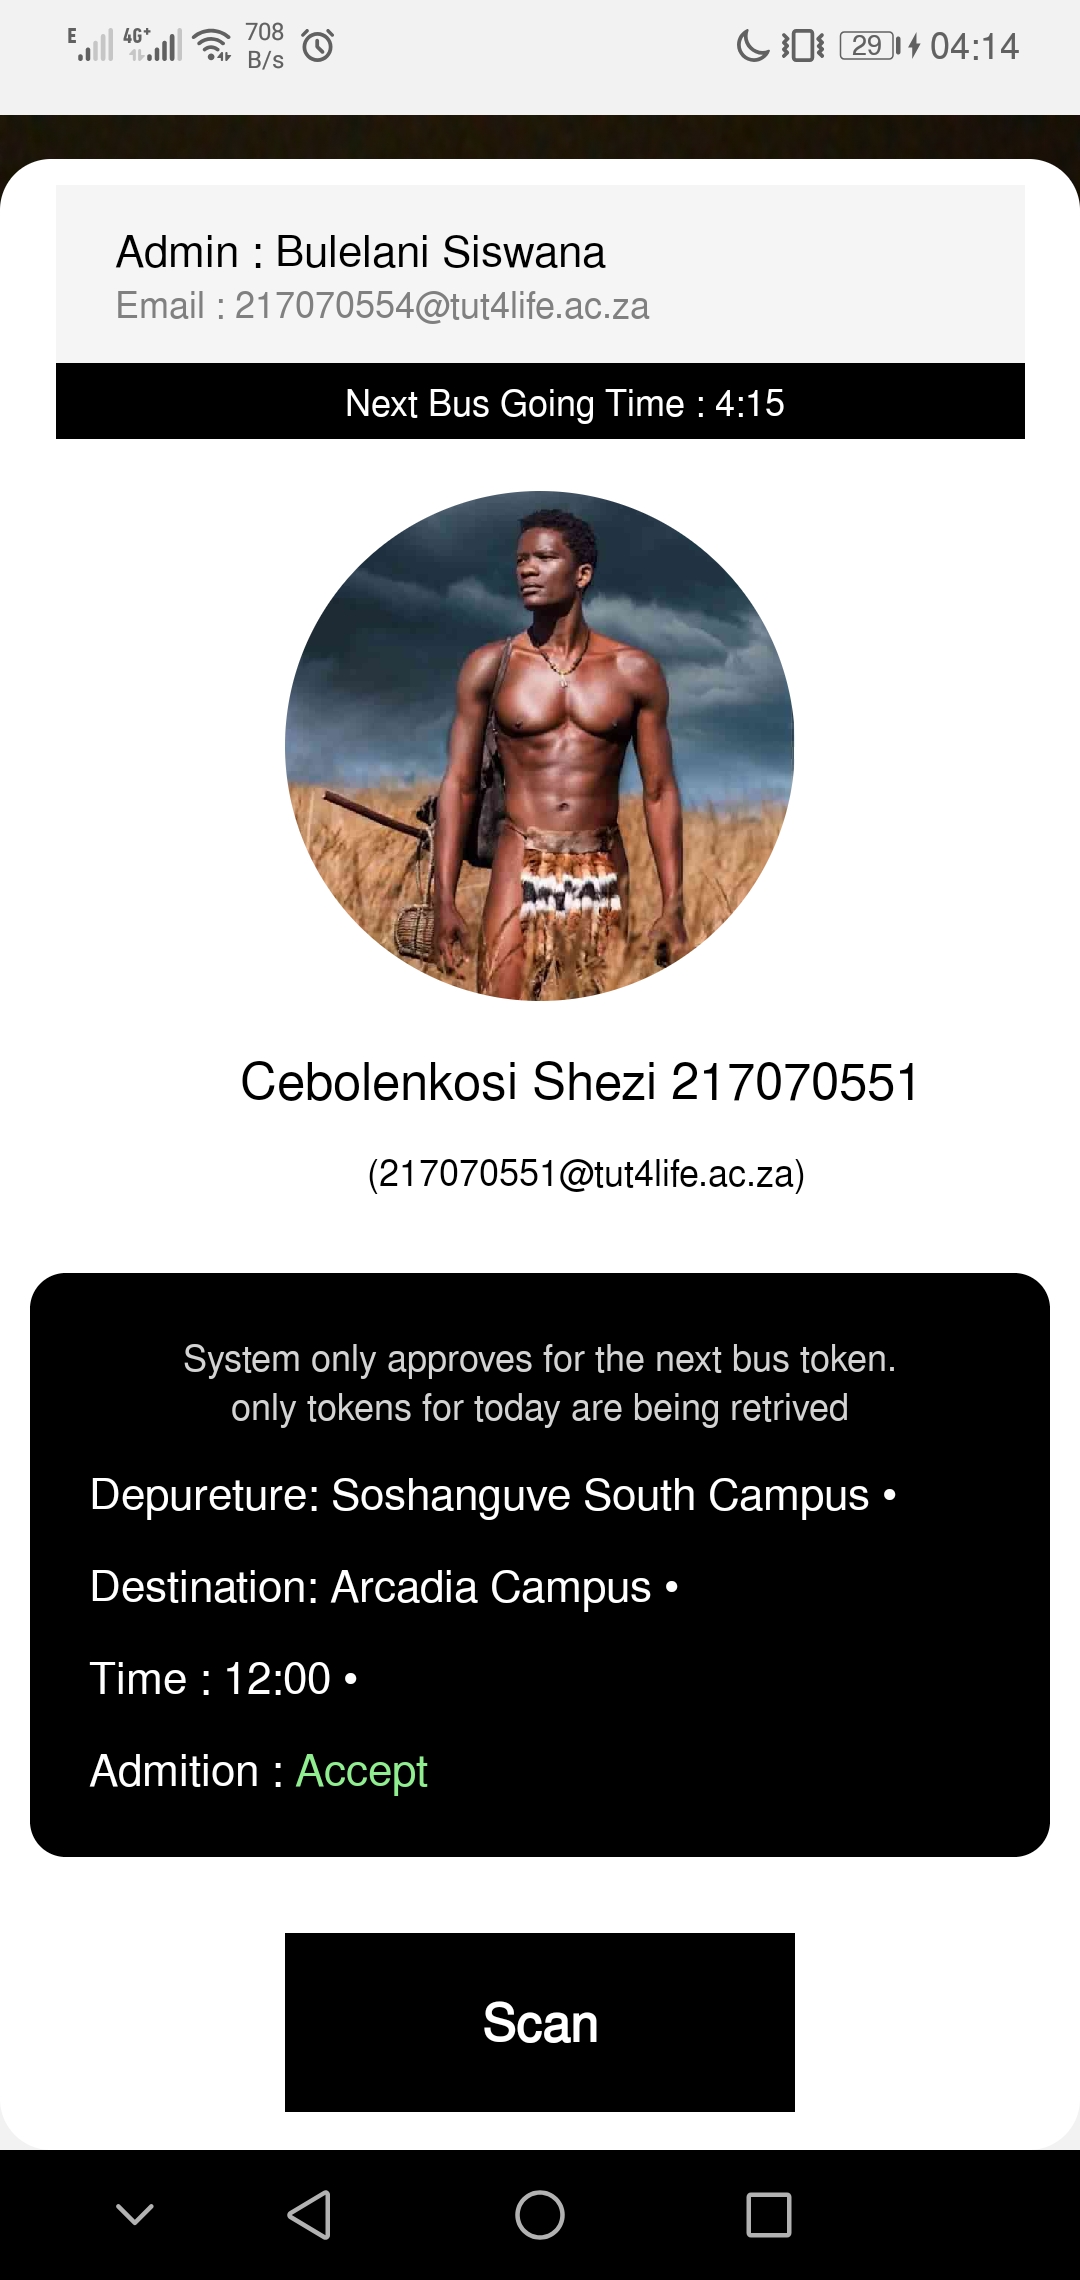 E 4G+ 708 B/s 29 04:14
Admin : Bulelani Siswana
Email : 217070554@tut4life.ac.za
Next Bus Going Time : 4:15
Cebolenkosi Shezi 217070551
(217070551@tut4life.ac.za)
System only approves for the next bus token.
only tokens for today are being retrived
Depureture: Soshanguve South Campus •
Destination: Arcadia Campus •
Time : 12:00 •
Admition : Accept
Scan